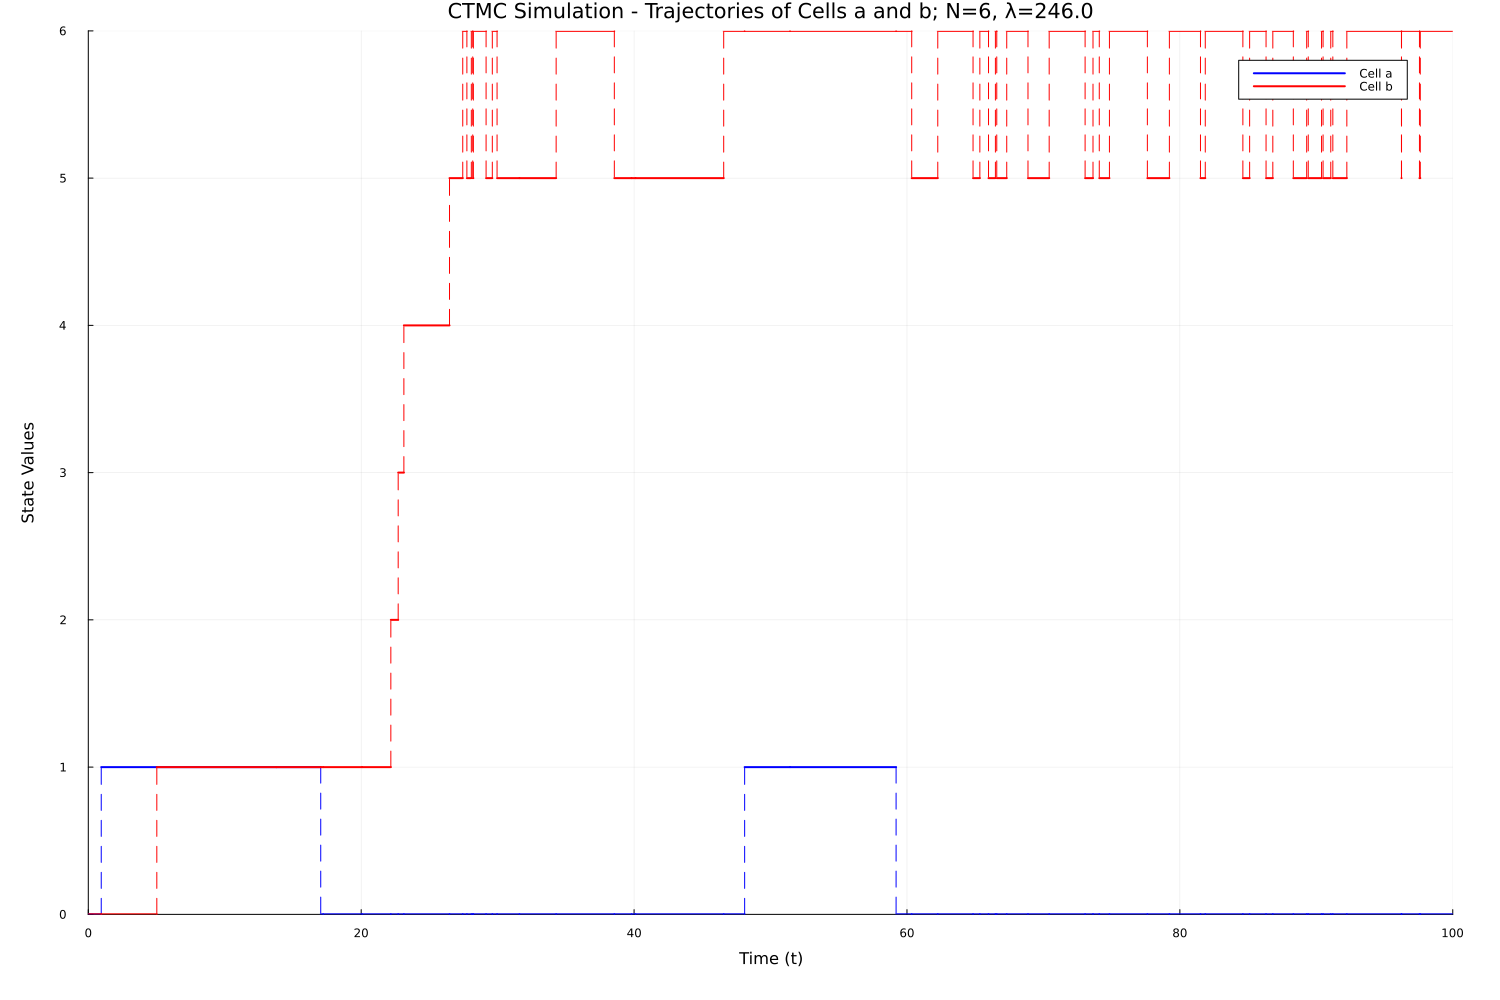 CTMC Simulation - Trajectories of Cells a and b; N=6, λ=246.0
6
Cell a
Cell b
5
4
State Values
3
2
1
0
0 20 40 60 80 100
Time (t)